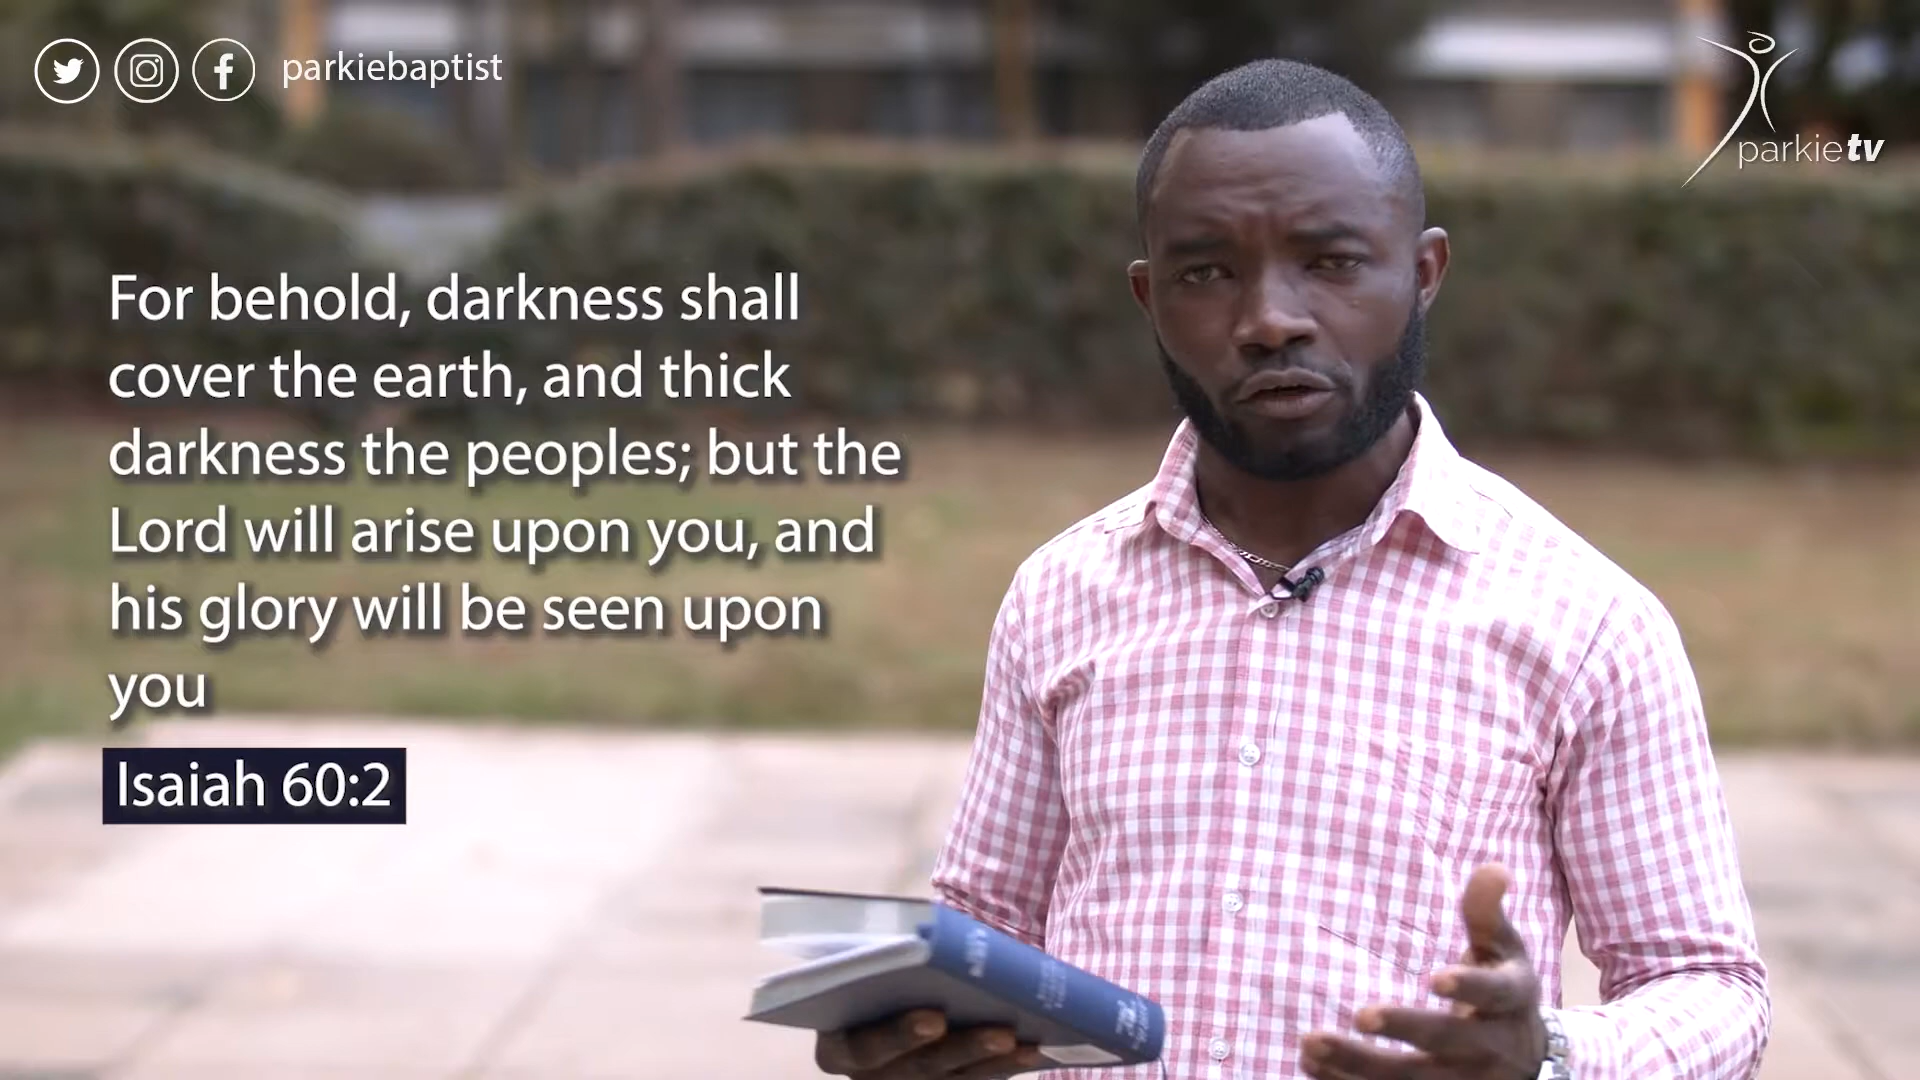 parkiebaptist
parkietv
For behold, darkness shall
cover the earth, and thick
darkness the peoples; but the
Lord will arise upon you, and
his glory will be seen upon
you
Isaiah 60:2